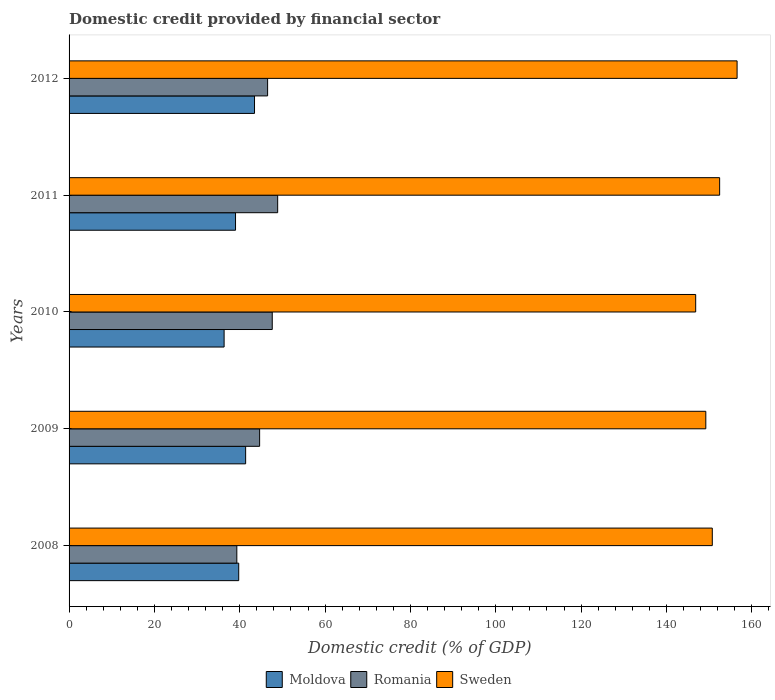 Domestic credit provided by financial sector
2012
2011
2010
2009
2008
Years
0 20 40 60 80 100 120 140 160
Domestic credit (% of GDP)
Moldova Romania Sweden